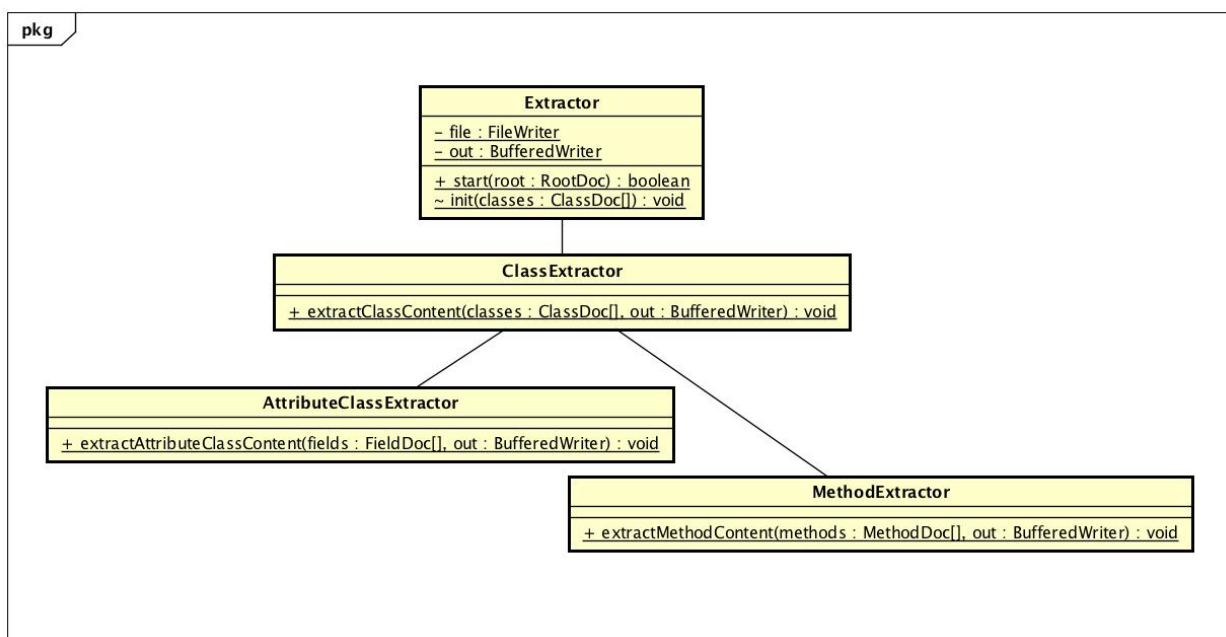 pkg
Extractor
- file : FileWriter
- out : BufferedWriter
+ start(root : RootDoc) : boolean
~ init(classes : ClassDoc[]) : void
ClassExtractor
+ extractClassContent(classes : ClassDoc[], out : BufferedWriter) : void
AttributeClassExtractor
+ extractAttributeClassContent(fields : FieldDoc[], out : BufferedWriter) : void
MethodExtractor
+ extractMethodContent(methods : MethodDoc[], out : BufferedWriter) : void